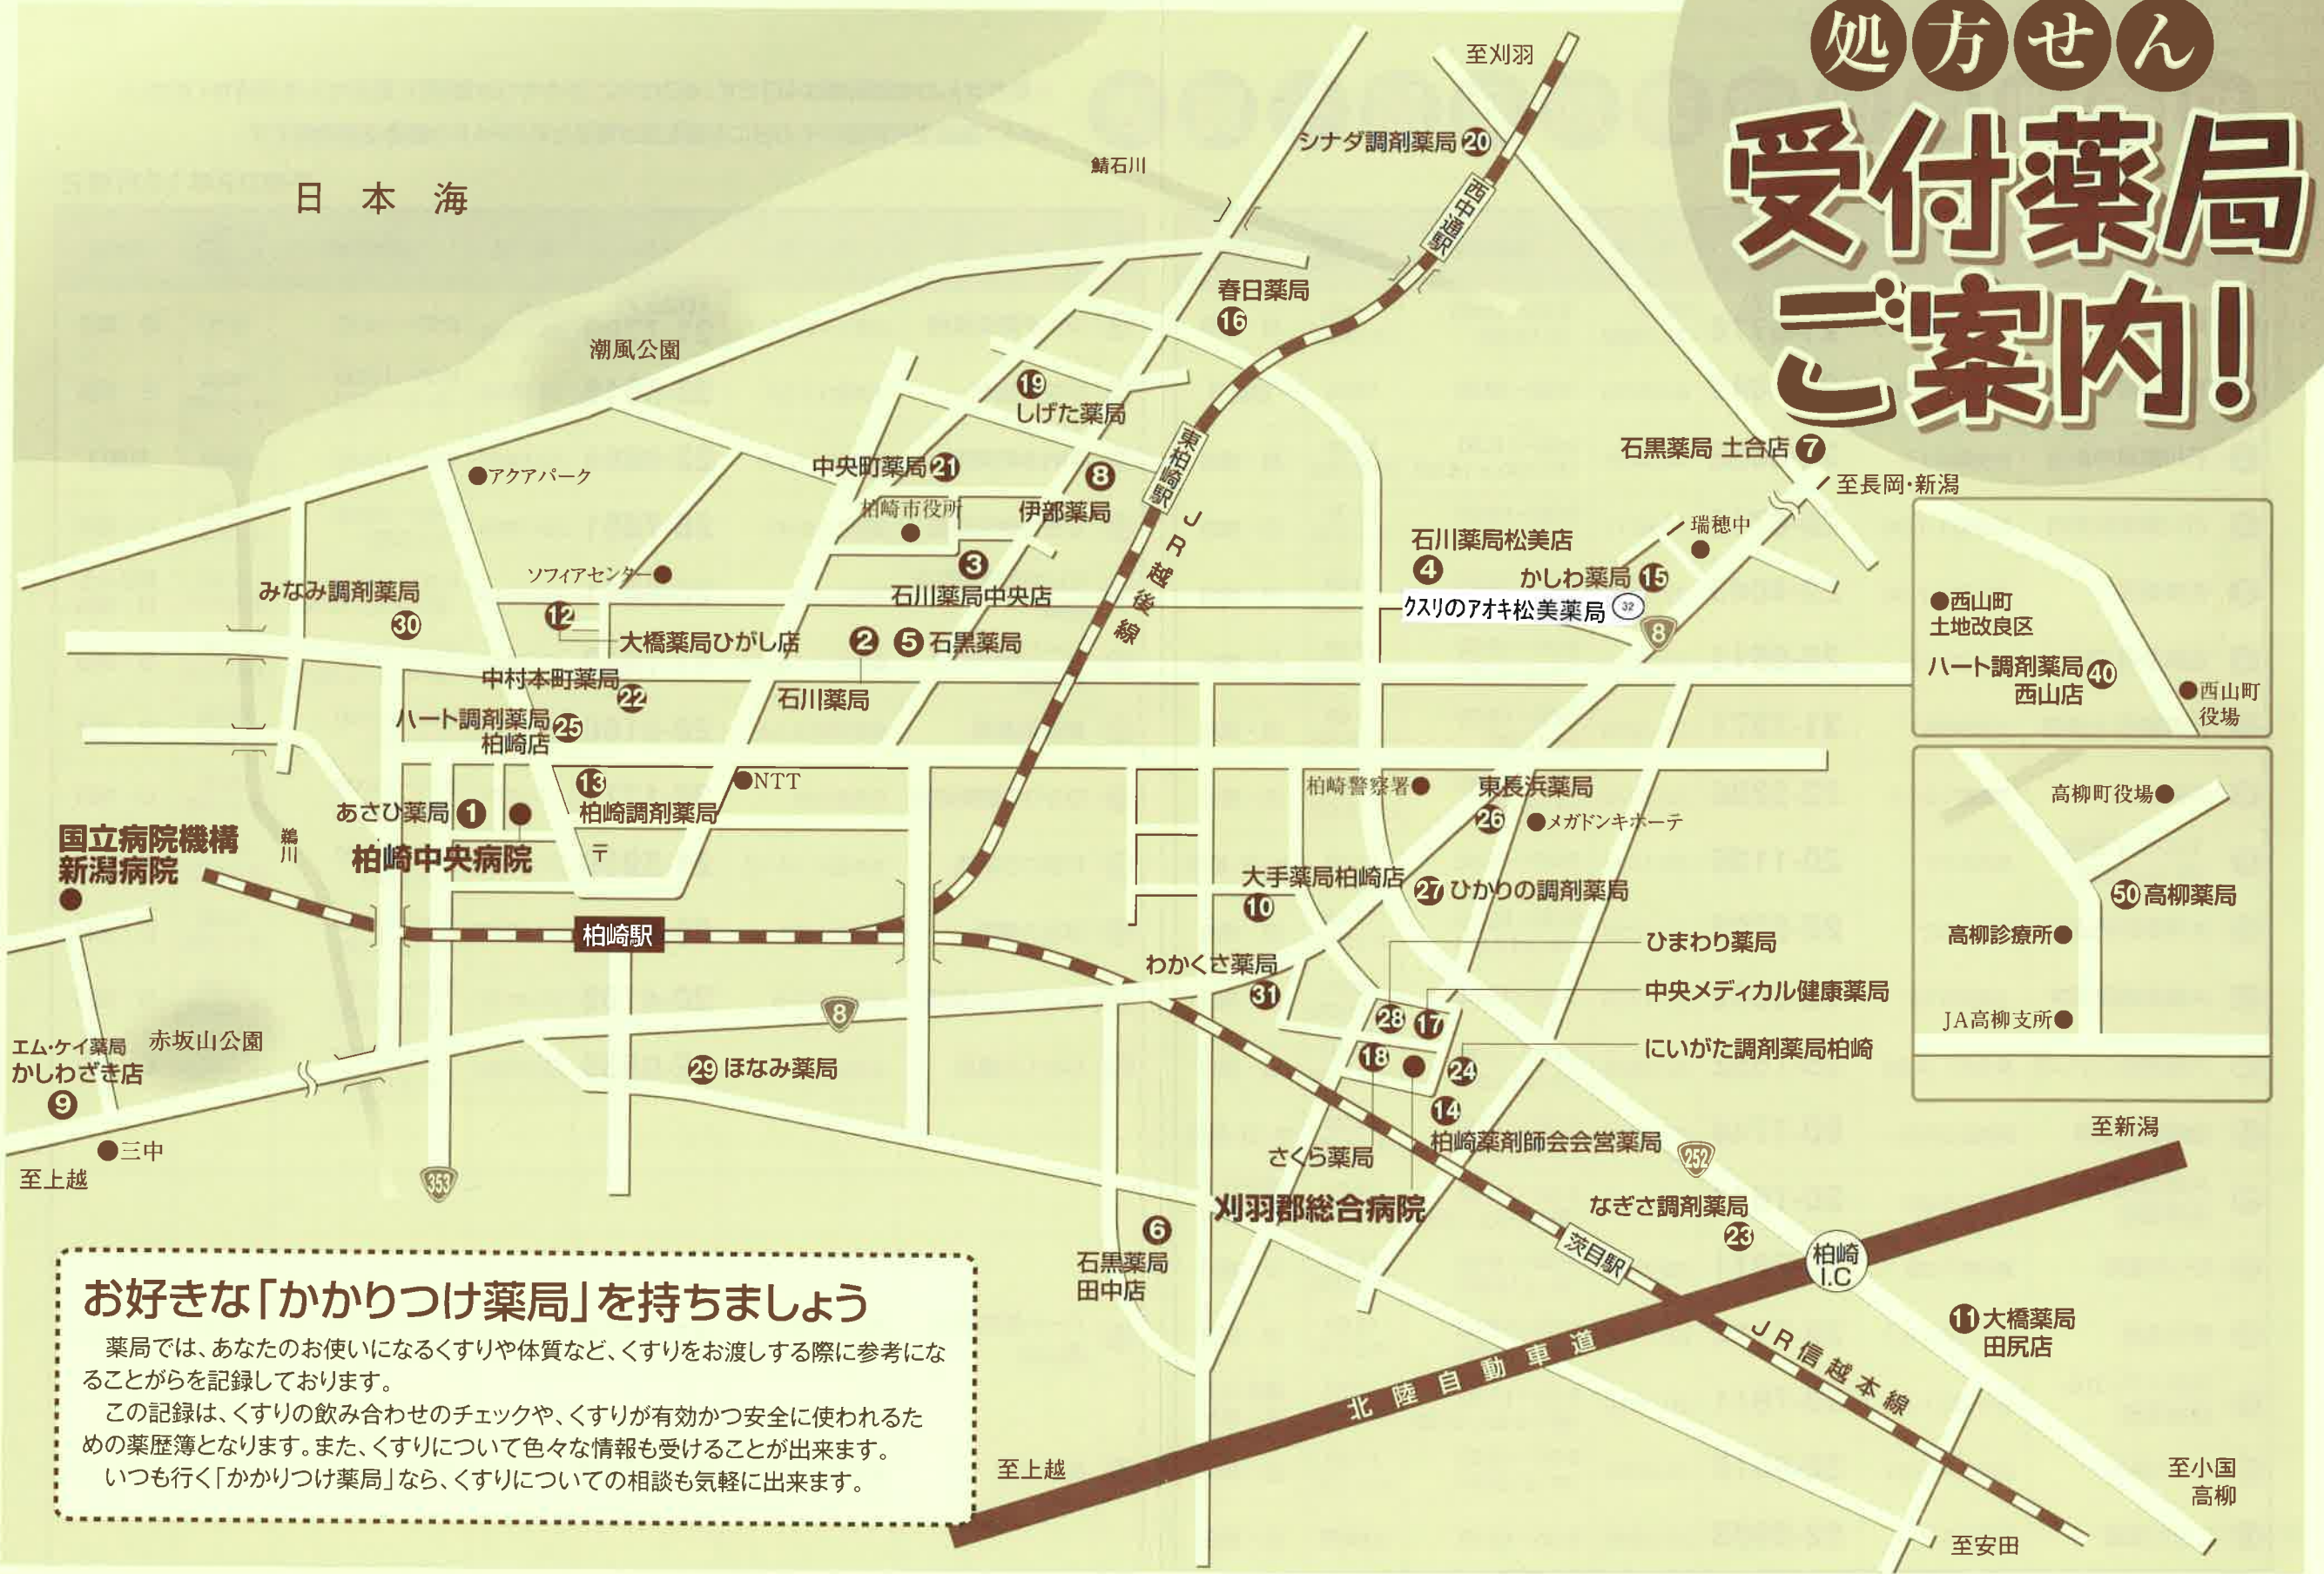 処方せん
受付薬局
ご案内!
日本海
至刈羽
シナダ調剤薬局 20
鯖石川
西中通駅
春日薬局
16
潮風公園
19
しげた薬局
東柏崎駅
石黒薬局 土合店 7
至長岡・新潟
中央町薬局 21
8
伊部薬局
●アクアパーク
柏崎市役所
JR越後線
瑞穂中
石川薬局松美店
4
かしわ薬局 15
クスリのアオキ松美薬局 32
8
3
石川薬局中央店
ソフィアセンター
みなみ調剤薬局
30
12
大橋薬局ひがし店
2
5 石黒薬局
石川薬局
中村本町薬局
22
ハート調剤薬局
柏崎店
25
13
柏崎調剤薬局
●NTT
あさひ薬局 1
柏崎中央病院
〒
国立病院機構
新潟病院
鵜川
柏崎駅
●西山町
土地改良区
ハート調剤薬局
西山店
40
●西山町
役場
柏崎警察署●
東長浜薬局
26
●メガドンキホーテ
高柳町役場●
50 高柳薬局
高柳診療所●
JA高柳支所●
大手薬局柏崎店
10
27 ひかりの調剤薬局
ひまわり薬局
中央メディカル健康薬局
にいがた調剤薬局柏崎
わかくさ薬局
31
28
17
18
24
14
柏崎薬剤師会会営薬局
さくら薬局
刈羽郡総合病院
8
29 ほなみ薬局
赤坂山公園
エム・ケイ薬局
かしわざき店
9
●三中
至上越
353
252
なぎさ調剤薬局
23
茨目駅
柏崎
I.C
至新潟
6
石黒薬局
田中店
11 大橋薬局
田尻店
JR信越本線
北陸自動車道
至上越
至小国
高柳
至安田
お好きな「かかりつけ薬局」を持ちましょう
薬局では、あなたのお使いになるくすりや体質など、くすりをお渡しする際に参考にな
ることがらを記録しております。
この記録は、くすりの飲み合わせのチェックや、くすりが有効かつ安全に使われるた
めの薬歴簿となります。また、くすりについて色々な情報も受けることが出来ます。
いつも行く「かかりつけ薬局」なら、くすりについての相談も気軽に出来ます。